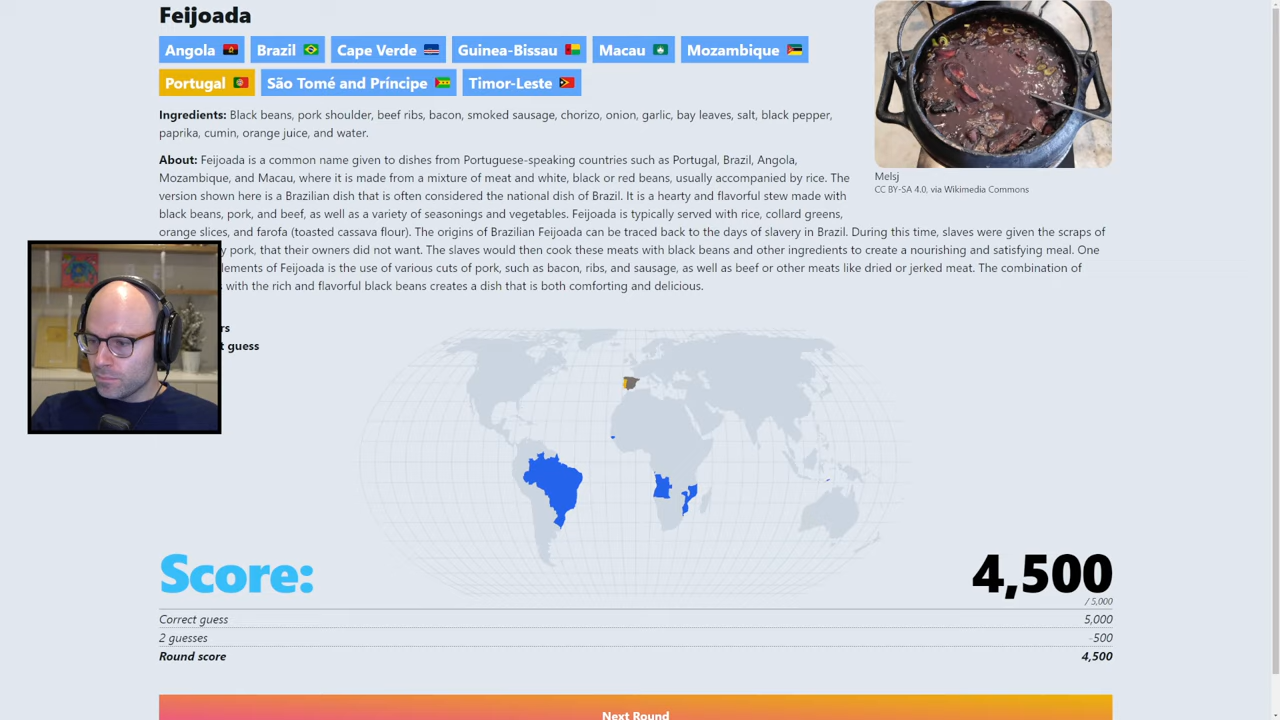 Feijoada
Angola Brazil Cape Verde Guinea-Bissau Macau Mozambique
Portugal São Tomé and Príncipe Timor-Leste
Ingredients: Black beans, pork shoulder, beef ribs, bacon, smoked sausage, chorizo, onion, garlic, bay leaves, salt, black pepper,
paprika, cumin, orange juice, and water.
Melsj
CC BY-SA 4.0, via Wikimedia Commons
About: Feijoada is a common name given to dishes from Portuguese-speaking countries such as Portugal, Brazil, Angola,
Mozambique, and Macau, where it is made from a mixture of meat and white, black or red beans, usually accompanied by rice. The
version shown here is a Brazilian dish that is often considered the national dish of Brazil. It is a hearty and flavorful stew made with
black beans, pork, and beef, as well as a variety of seasonings and vegetables. Feijoada is typically served with rice, collard greens,
orange slices, and farofa (toasted cassava flour). The origins of Brazilian Feijoada can be traced back to the days of slavery in Brazil. During this time, slaves were given the scraps of
y pork, that their owners did not want. The slaves would then cook these meats with black beans and other ingredients to create a nourishing and satisfying meal. One
lements of Feijoada is the use of various cuts of pork, such as bacon, ribs, and sausage, as well as beef or other meats like dried or jerked meat. The combination of
with the rich and flavorful black beans creates a dish that is both comforting and delicious.
rs
t guess
Score: 4,500
/ 5,000
Correct guess 5,000
2 guesses -500
Round score 4,500
Next Round